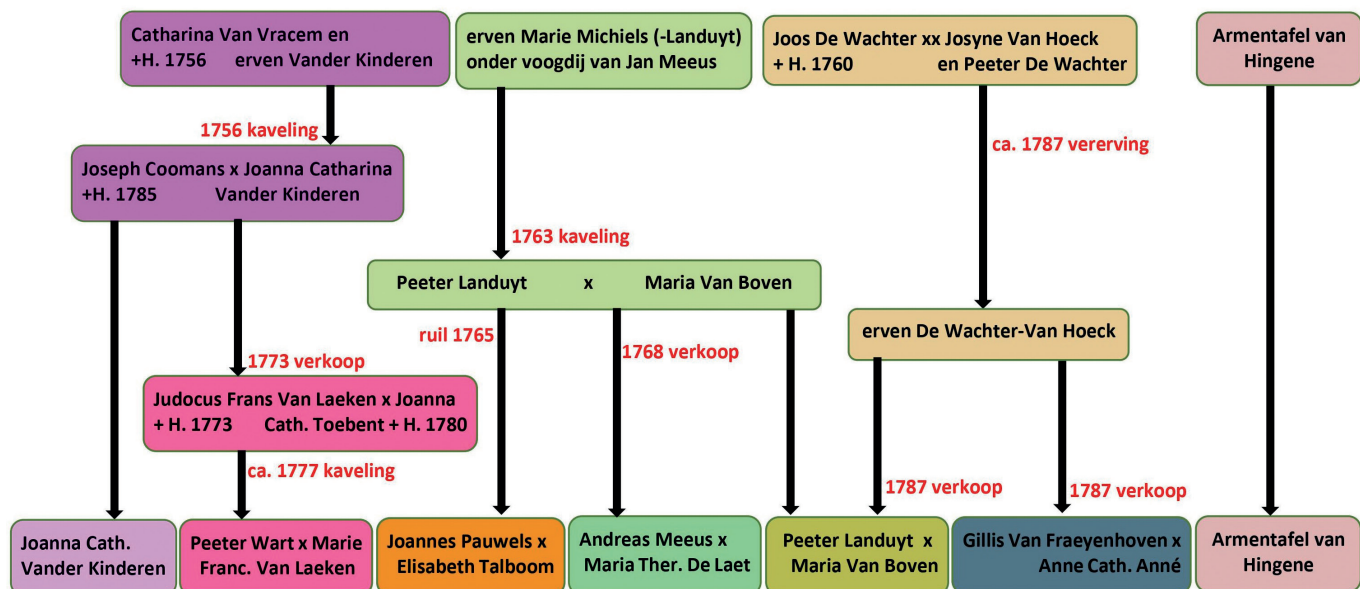 Catharina Van Vracem en
+H. 1756 erven Vander Kinderen
erven Marie Michiels (-Landuyt)
onder voogdij van Jan Meeus
Joos De Wachter xx Josyne Van Hoeck
+ H. 1760 en Peeter De Wachter
Armentafel van
Hingene
1756 kaveling
ca. 1787 vererving
Joseph Coomans x Joanna Catharina
+H. 1785 Vander Kinderen
1763 kaveling
Peeter Landuyt x Maria Van Boven
ruil 1765
1768 verkoop
erven De Wachter-Van Hoeck
1773 verkoop
Judocus Frans Van Laeken x Joanna
+ H. 1773 Cath. Toebent + H. 1780
ca. 1777 kaveling
1787 verkoop
1787 verkoop
Joanna Cath.
Vander Kinderen
Peeter Wart x Marie
Franc. Van Laeken
Joannes Pauwels x
Elisabeth Talboom
Andreas Meeus x
Maria Ther. De Laet
Peeter Landuyt x
Maria Van Boven
Gillis Van Fraeyenhoven x
Anne Cath. Anné
Armentafel van
Hingene